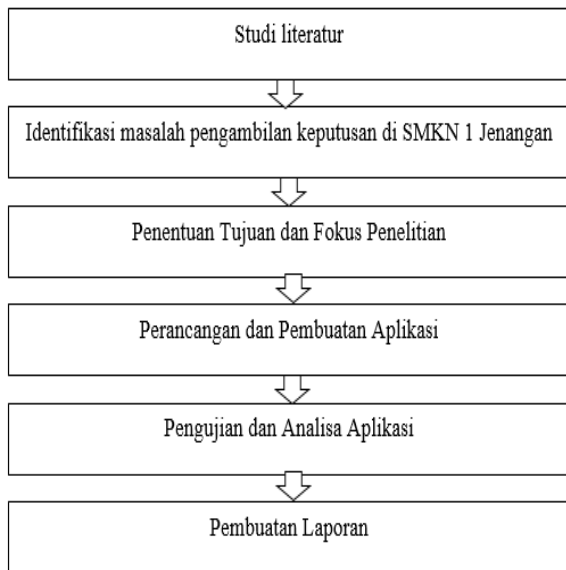 Studi literatur
Identifikasi masalah pengambilan keputusan di SMKN 1 Jenangan
Penentuan Tujuan dan Fokus Penelitian
Perancangan dan Pembuatan Aplikasi
Pengujian dan Analisa Aplikasi
Pembuatan Laporan